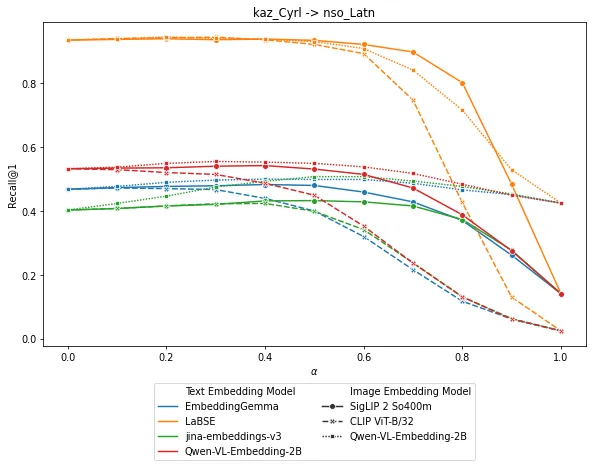 kaz_Cyrl -> nso_Latn
Recall@1
0.8
0.6
0.4
0.2
0.0
0.0 0.2 0.4 0.6 0.8 1.0
α
Text Embedding Model Image Embedding Model
EmbeddingGemma SigLIP 2 So400m
LaBSE CLIP ViT-B/32
jina-embeddings-v3 Qwen-VL-Embedding-2B
Qwen-VL-Embedding-2B